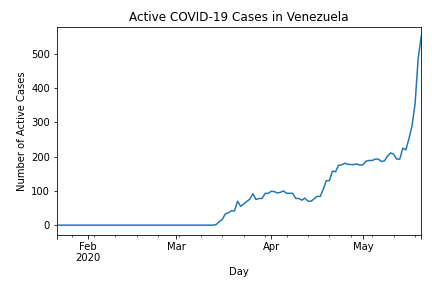 Active COVID-19 Cases in Venezuela
Number of Active Cases
500
400
300
200
100
0
Feb
2020
Mar
Apr
May
Day